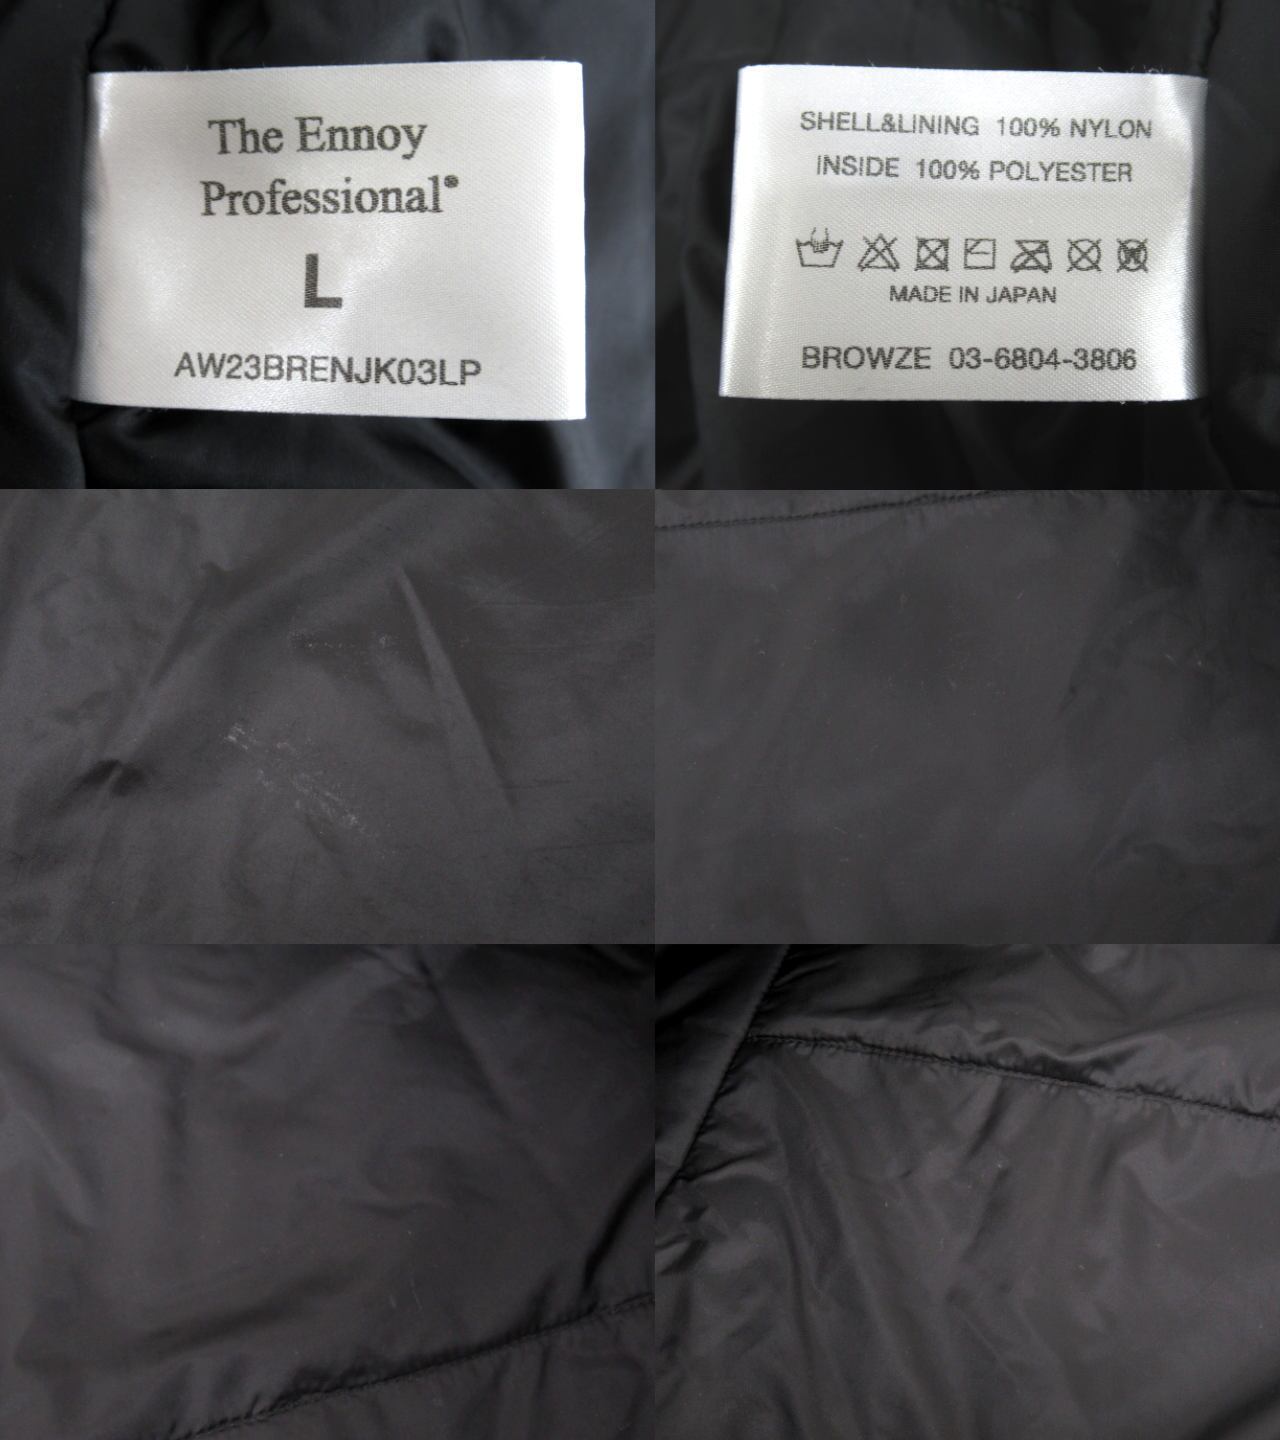 The Ennoy
Professional®
L
AW23BRENJK03LP
SHELL&LINING 100% NYLON
INSIDE 100% POLYESTER
MADE IN JAPAN
BROWZE 03-6804-3806